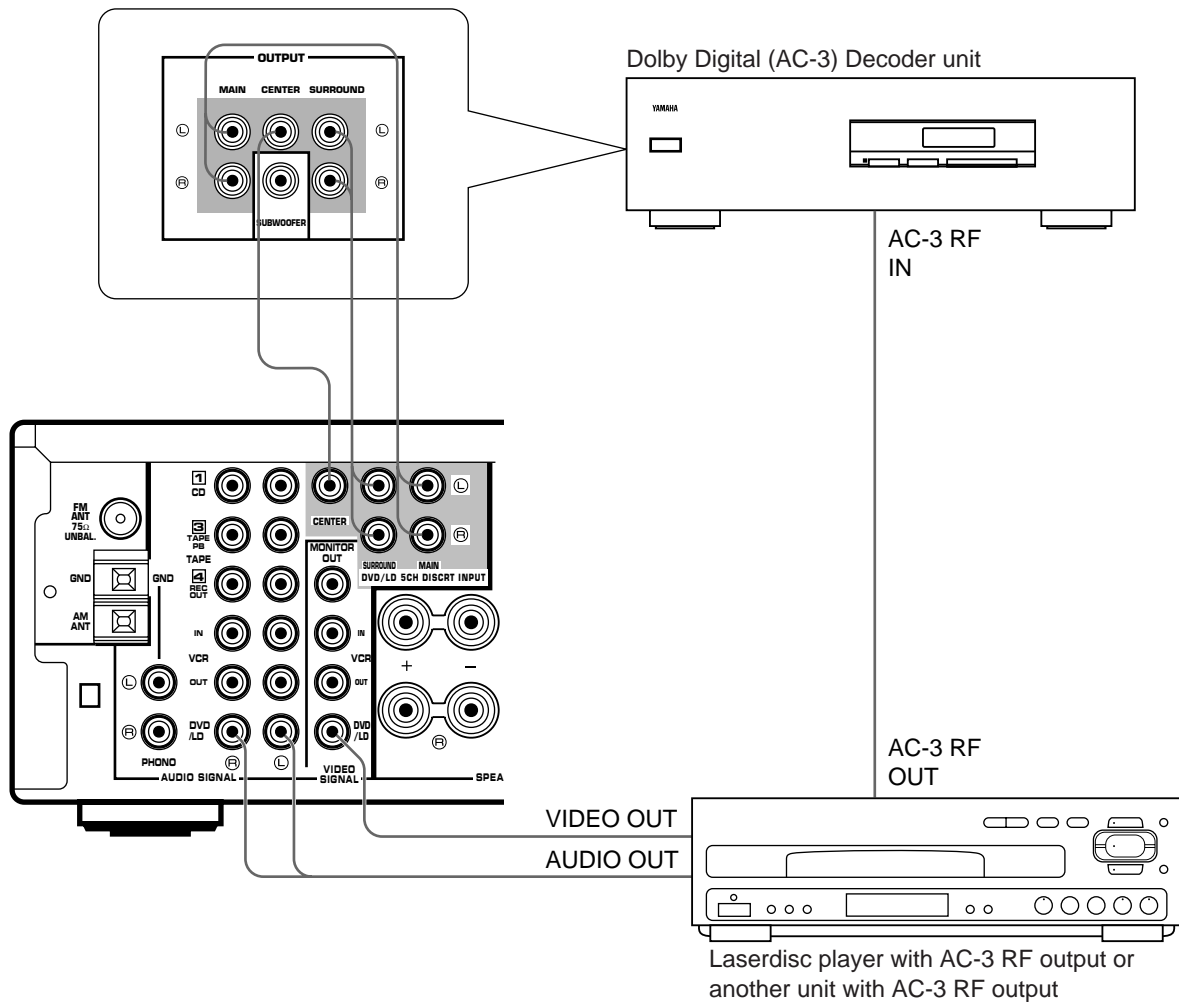 OUTPUT
MAIN CENTER SURROUND
L L
R R
SUBWOOFER
Dolby Digital (AC-3) Decoder unit
YAMAHA
AC-3 RF
IN
1
CD
FM
ANT
75Ω
UNBAL.
3
TAPE
PB
TAPE
4
REC
OUT
GND GND
AM
ANT
IN
VCR
OUT
L
R
DVD
/LD
PHONO
R L
AUDIO SIGNAL
CENTER
L
R
MONITOR
OUT
SURROUND MAIN
DVD/LD 5CH DISCRT INPUT
IN
VCR
OUT
DVD
/LD
VIDEO
SIGNAL
+ −
R
SPEA
AC-3 RF
OUT
VIDEO OUT
AUDIO OUT
Laserdisc player with AC-3 RF output or
another unit with AC-3 RF output